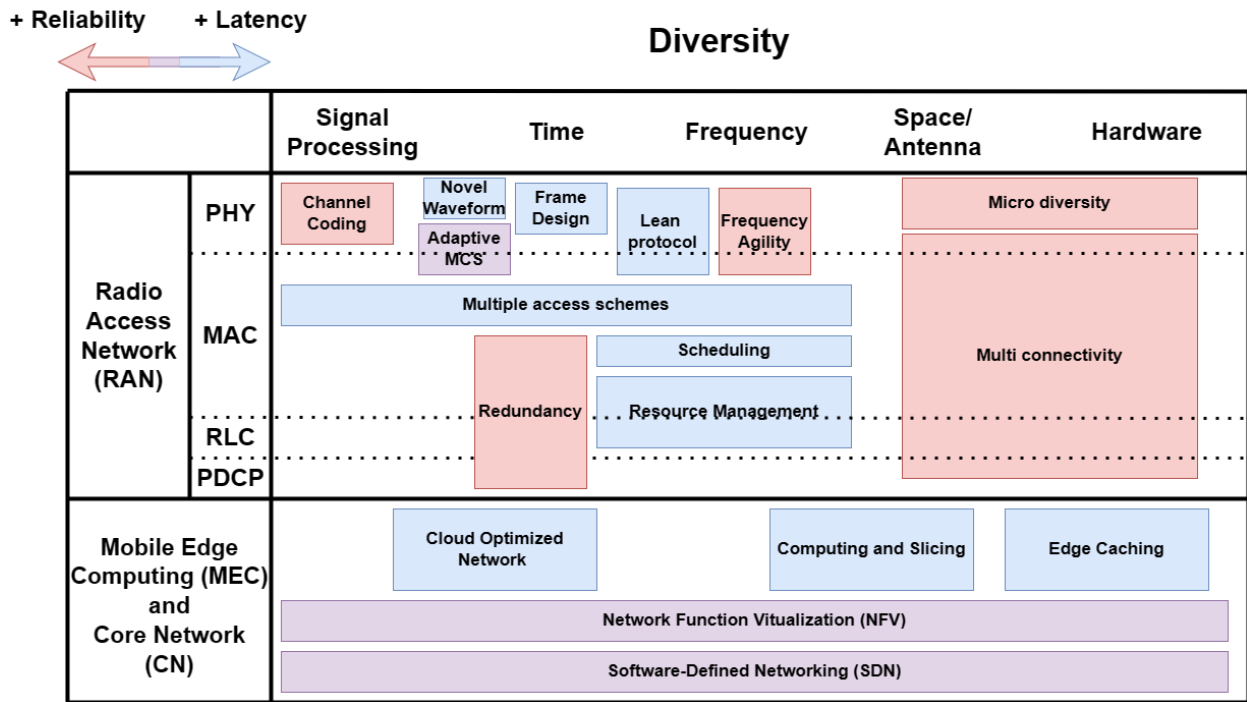 + Reliability
+ Latency
Diversity
Signal
Processing
Time
Frequency
Space/
Antenna
Hardware
Radio
Access
Network
(RAN)
PHY
Channel
Coding
Novel
Waveform
Adaptive
MCS
Frame
Design
Lean
protocol
Frequency
Agility
Micro diversity
MAC
Multiple access schemes
Scheduling
Redundancy
Resource Management
Multi connectivity
RLC
PDCP
Mobile Edge
Computing (MEC)
and
Core Network
(CN)
Cloud Optimized
Network
Computing and Slicing
Edge Caching
Network Function Vitualization (NFV)
Software-Defined Networking (SDN)